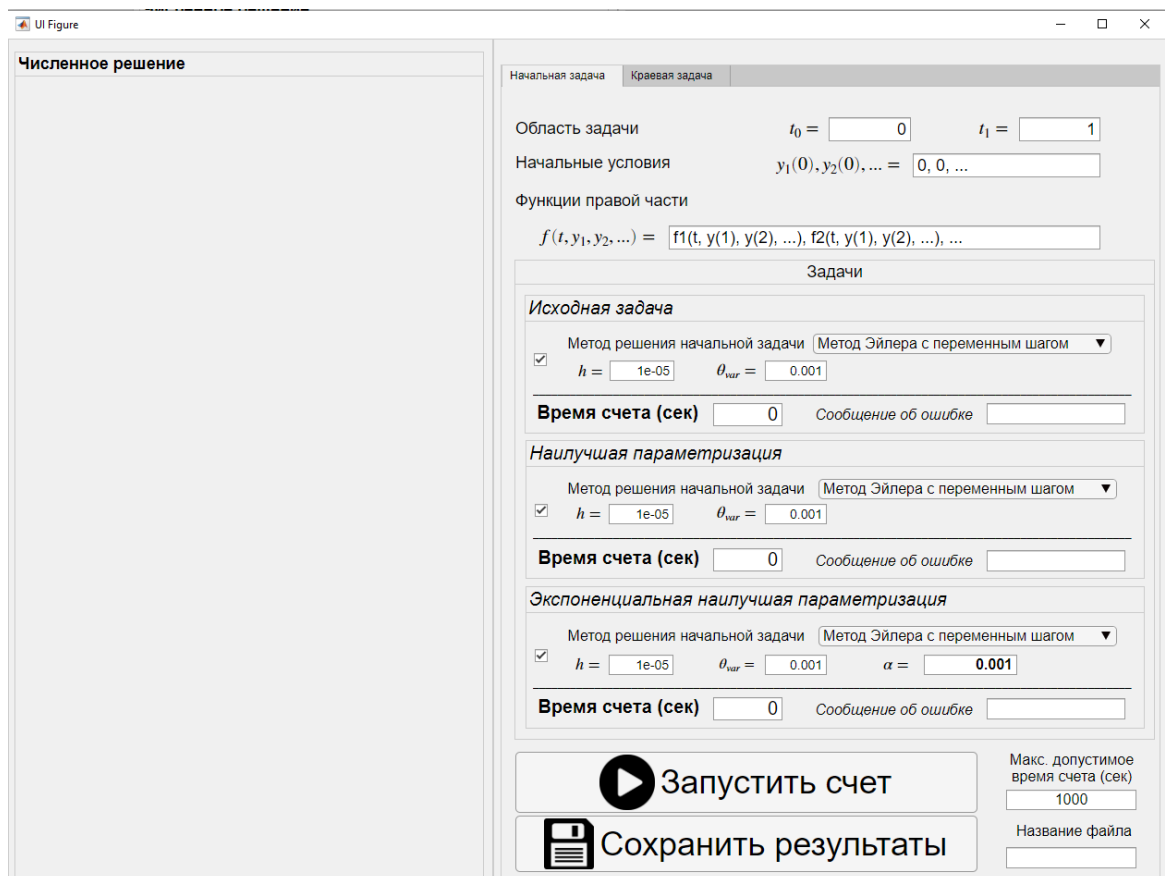 UI Figure
Численное решение
Начальная задача Краевая задача
Область задачи t0 = 0 t1 = 1
Начальные условия y1(0), y2(0), ... = 0, 0, ...
Функции правой части
f(t, y1, y2, ...) = f1(t, y(1), y(2), ...), f2(t, y(1), y(2), ...), ...
Задачи
Исходная задача
Метод решения начальной задачи Метод Эйлера с переменным шагом
h = 1e-05 θvar = 0.001
Время счета (сек) 0 Сообщение об ошибке
Наилучшая параметризация
Метод решения начальной задачи Метод Эйлера с переменным шагом
h = 1e-05 θvar = 0.001
Время счета (сек) 0 Сообщение об ошибке
Экспоненциальная наилучшая параметризация
Метод решения начальной задачи Метод Эйлера с переменным шагом
h = 1e-05 θvar = 0.001 α = 0.001
Время счета (сек) 0 Сообщение об ошибке
Запустить счет
Макс. допустимое
время счета (сек)
1000
Сохранить результаты
Название файла